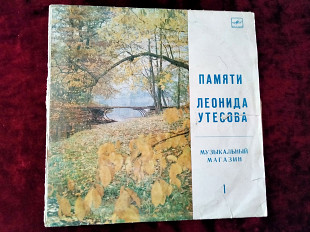 ПАМЯТИ
ЛЕОНИДА
УТЕСОВА
МУЗЫКАЛЬНЫЙ
МАГАЗИН
1